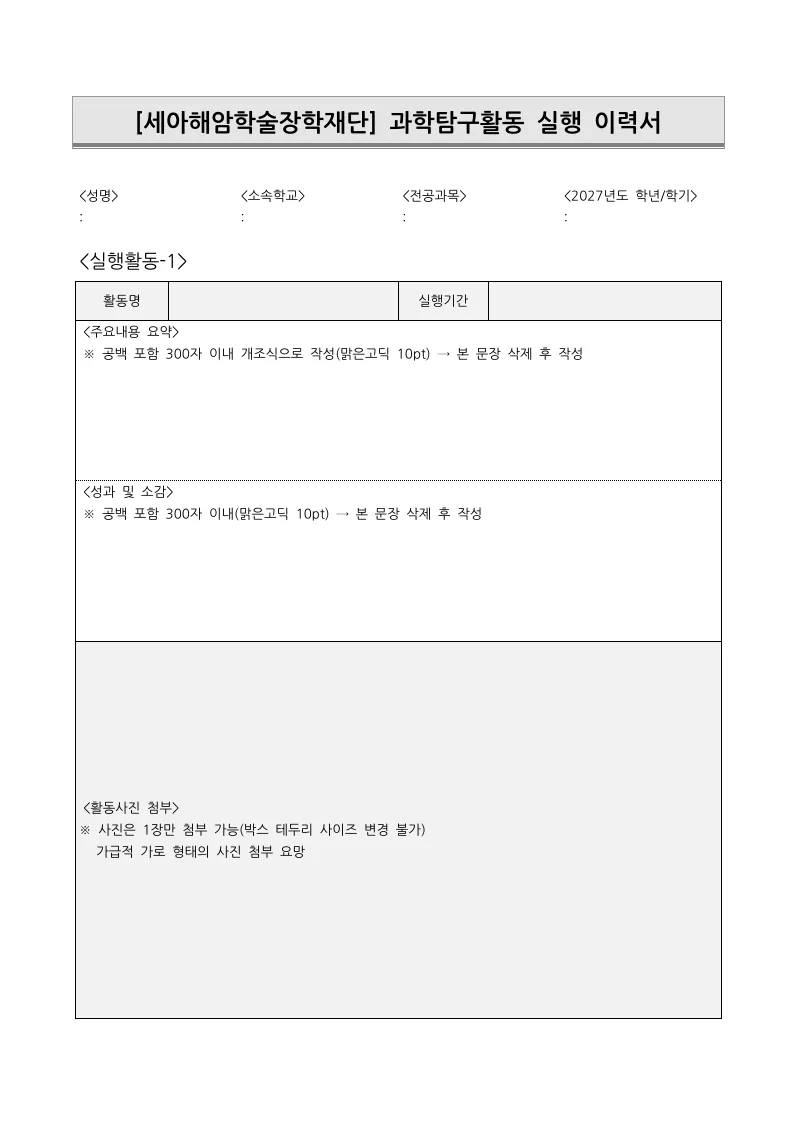 [세아해암학술장학재단] 과학탐구활동 실행 이력서
<성명> <소속학교> <전공과목> <2027년도 학년/학기>
: : : :
<실행활동-1>
활동명 실행기간
<주요내용 요약>
※ 공백 포함 300자 이내 개조식으로 작성(맑은고딕 10pt) → 본 문장 삭제 후 작성
<성과 및 소감>
※ 공백 포함 300자 이내(맑은고딕 10pt) → 본 문장 삭제 후 작성
<활동사진 첨부>
※ 사진은 1장만 첨부 가능(박스 테두리 사이즈 변경 불가)
가급적 가로 형태의 사진 첨부 요망